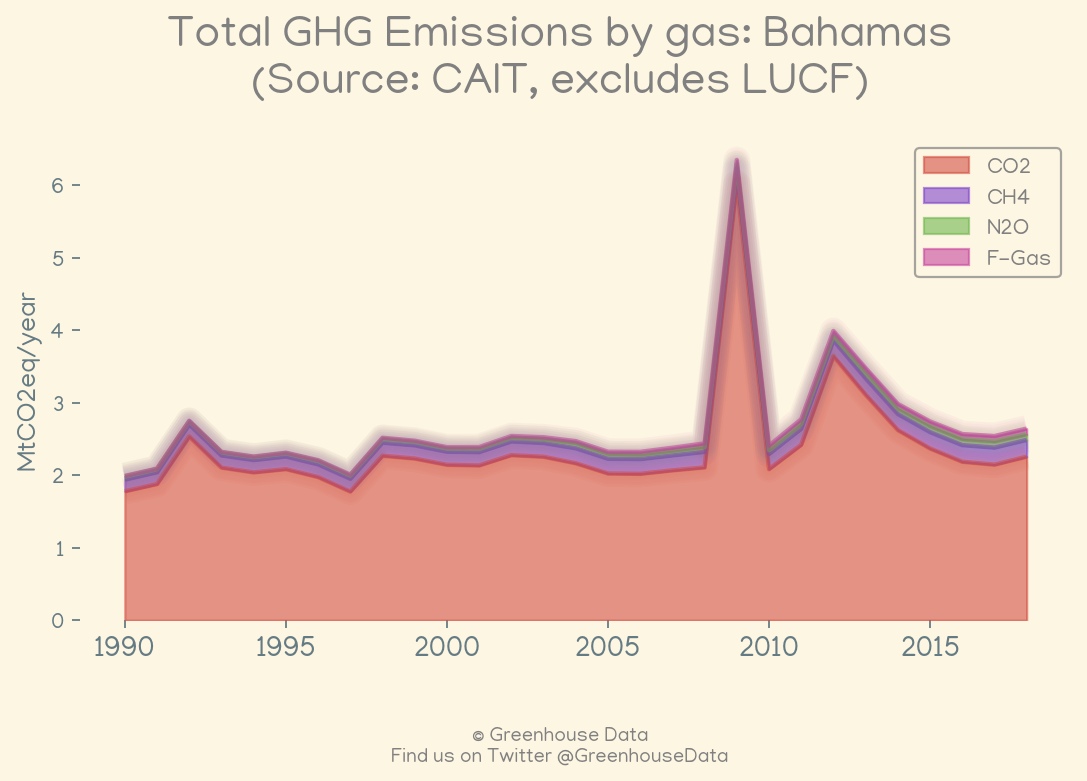 Total GHG Emissions by gas: Bahamas
(Source: CAIT, excludes LUCF)
CO2
CH4
N2O
F-Gas
MtCO2eq/year
6
5
4
3
2
1
0
1990 1995 2000 2005 2010 2015
© Greenhouse Data
Find us on Twitter @GreenhouseData